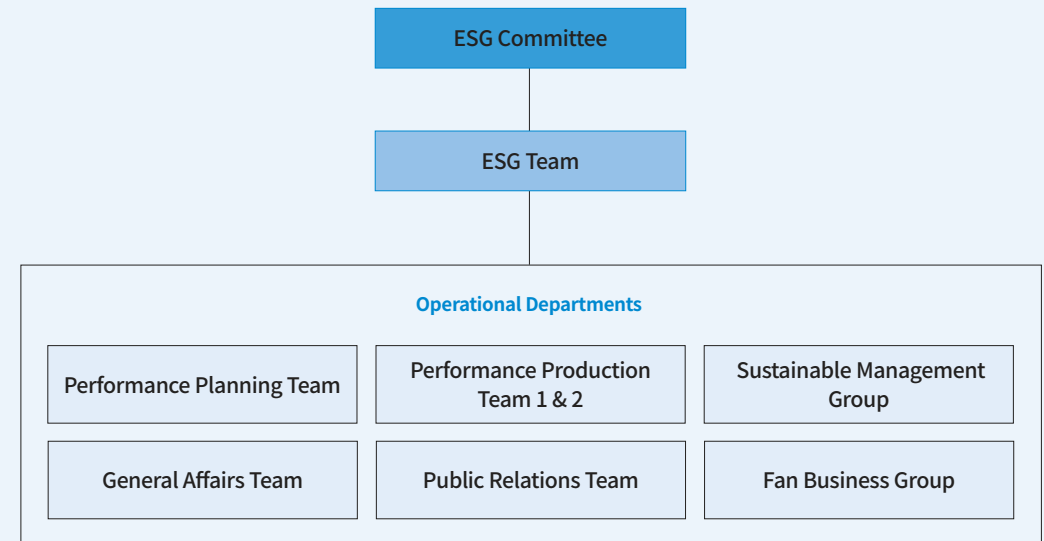 ESG Committee
ESG Team
Operational Departments
Performance Planning Team
Performance Production
Team 1 & 2
Sustainable Management
Group
General Affairs Team
Public Relations Team
Fan Business Group